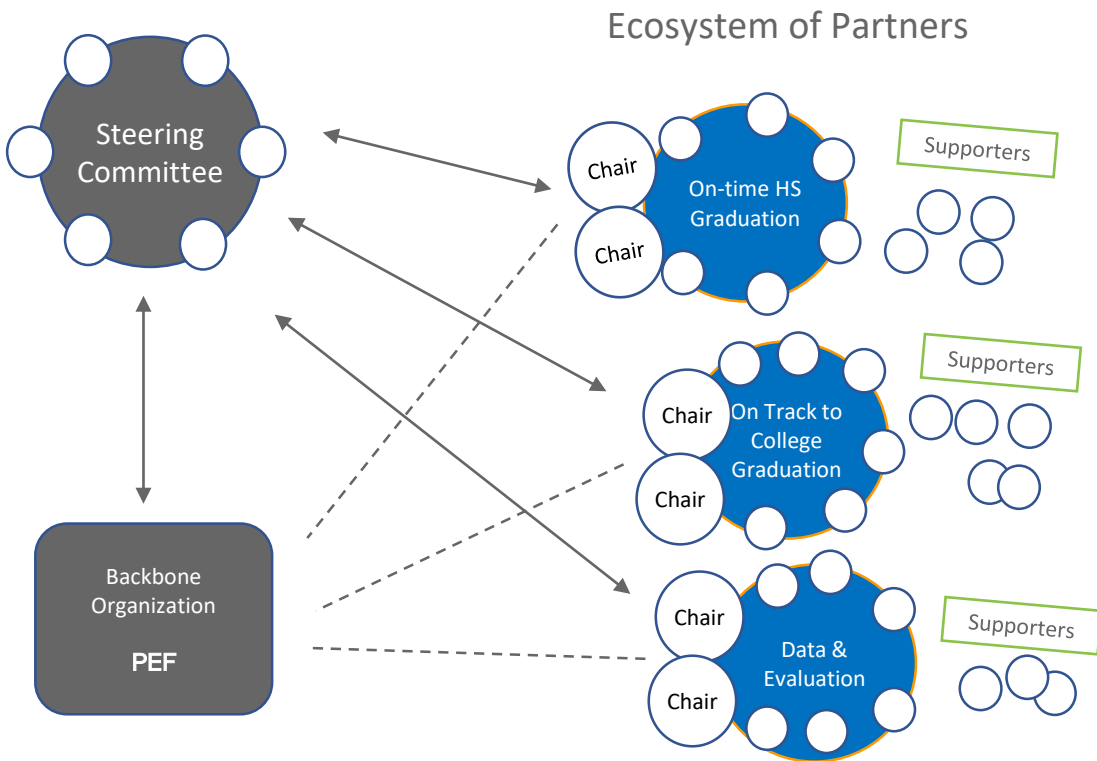 Ecosystem of Partners
Steering
Committee
Chair
Chair
On-time HS
Graduation
Supporters
Chair
Chair
On Track to
College
Graduation
Supporters
Backbone
Organization
PEF
Chair
Chair
Data &
Evaluation
Supporters